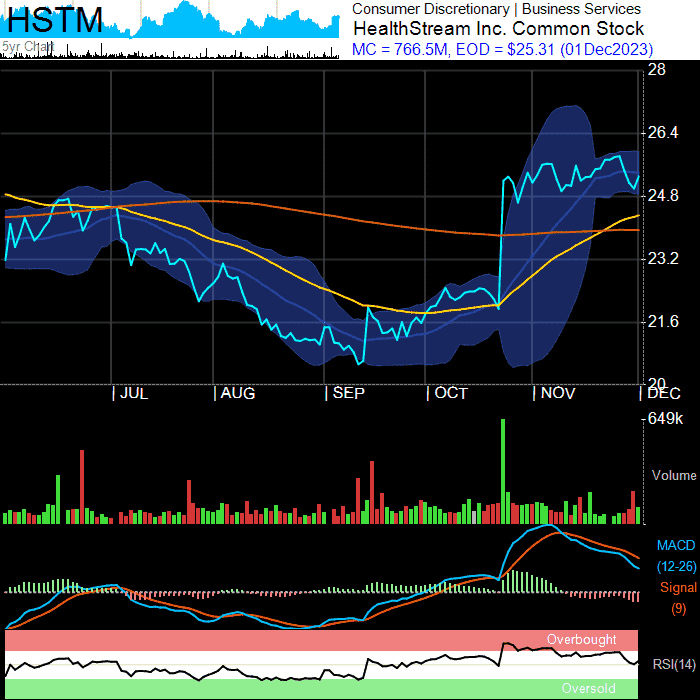 HSTM
5yr Chart
Consumer Discretionary | Business Services
HealthStream Inc. Common Stock
MC = 766.5M, EOD = $25.31 (01Dec2023)
28
26.4
24.8
23.2
21.6
20
| JUL | AUG | SEP | OCT | NOV | DEC
649k
Volume
MACD
(12-26)
Signal
(9)
Overbought
RSI(14)
Oversold